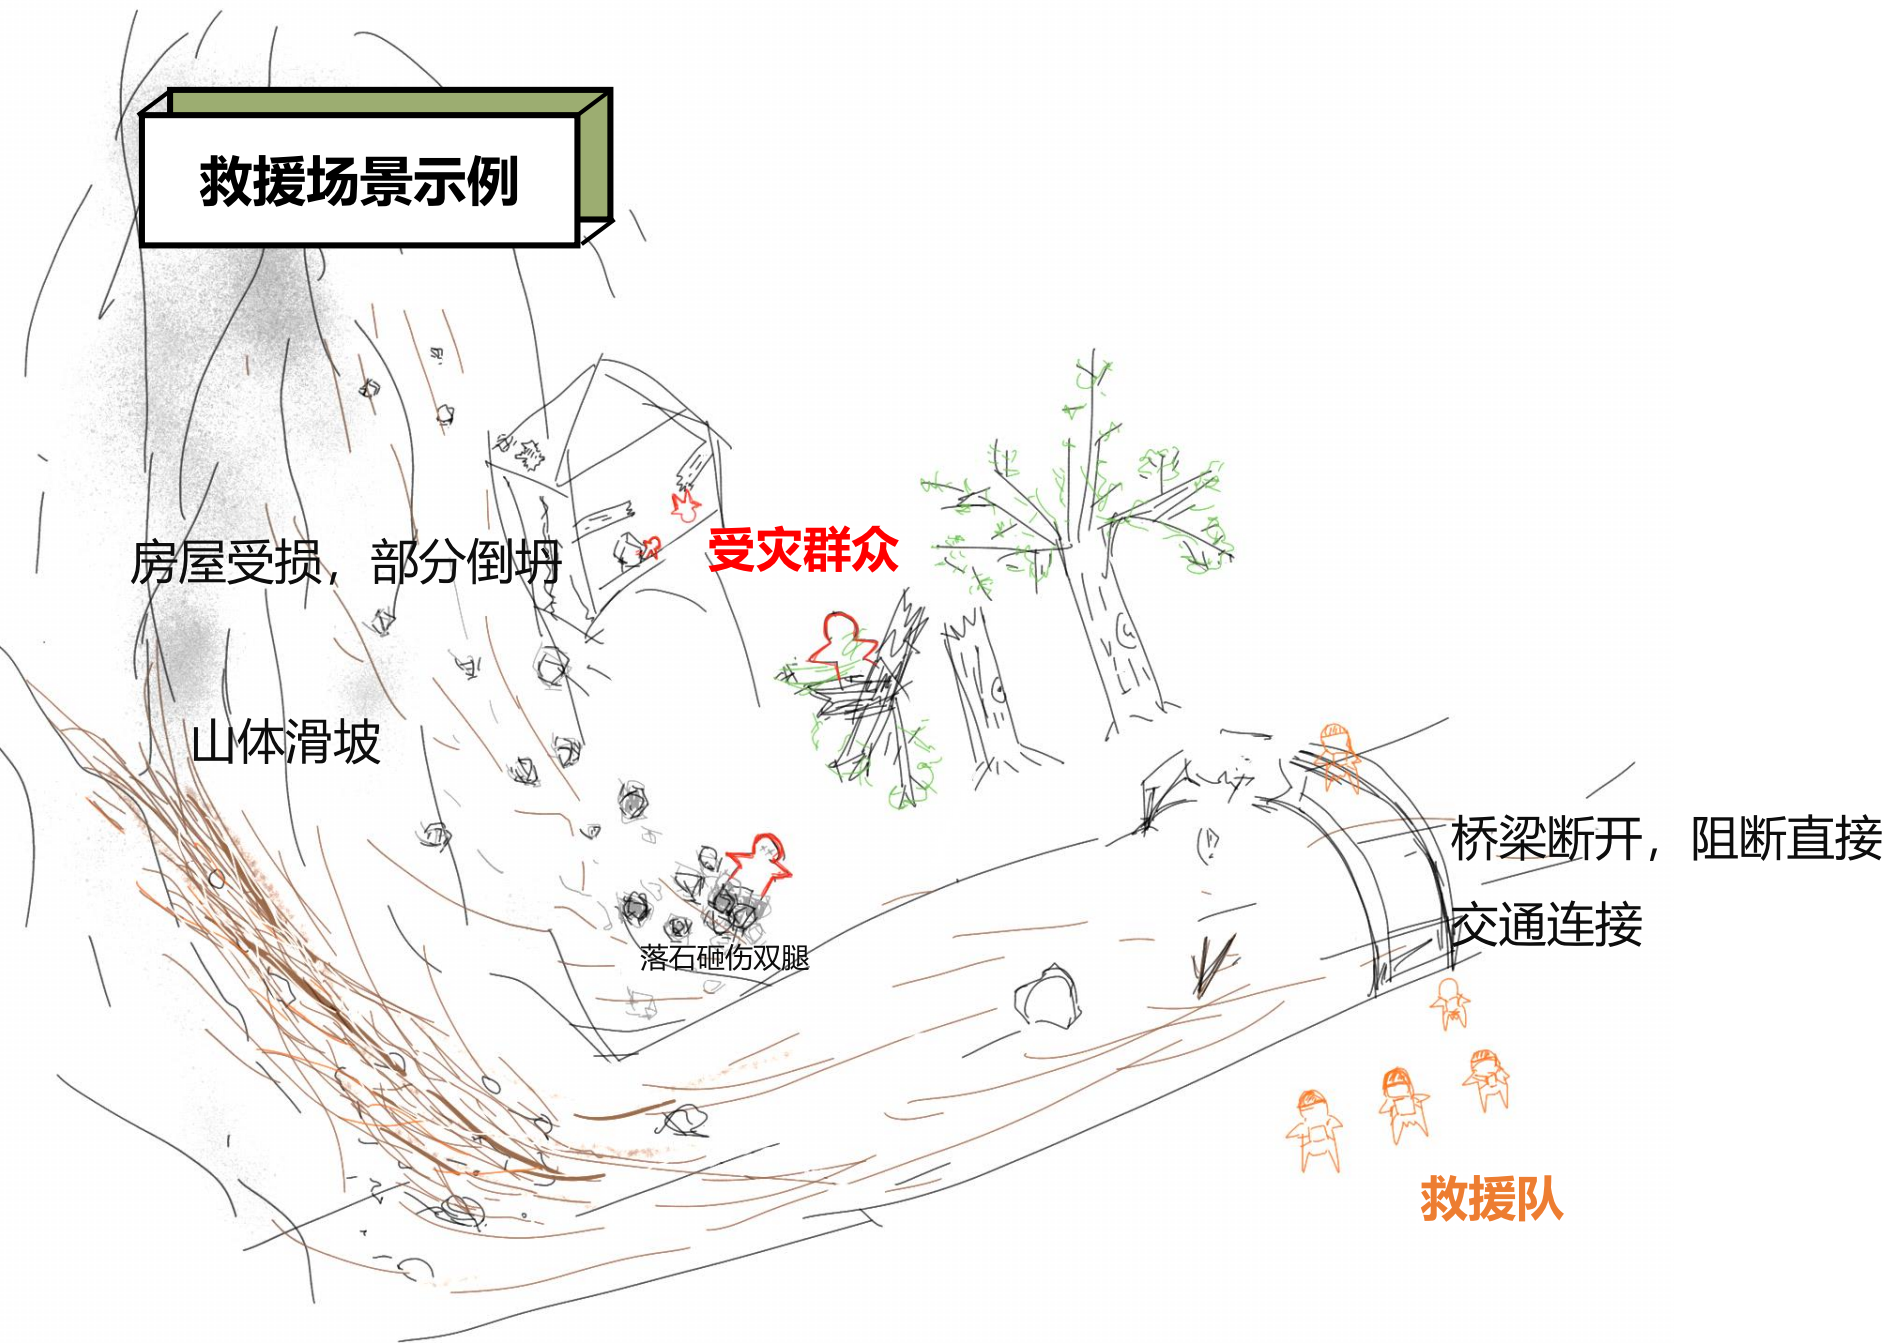 救援场景示例
受灾群众
房屋受损，部分倒坍
山体滑坡
桥梁断开，阻断直接
交通连接
落石砸伤双腿
救援队